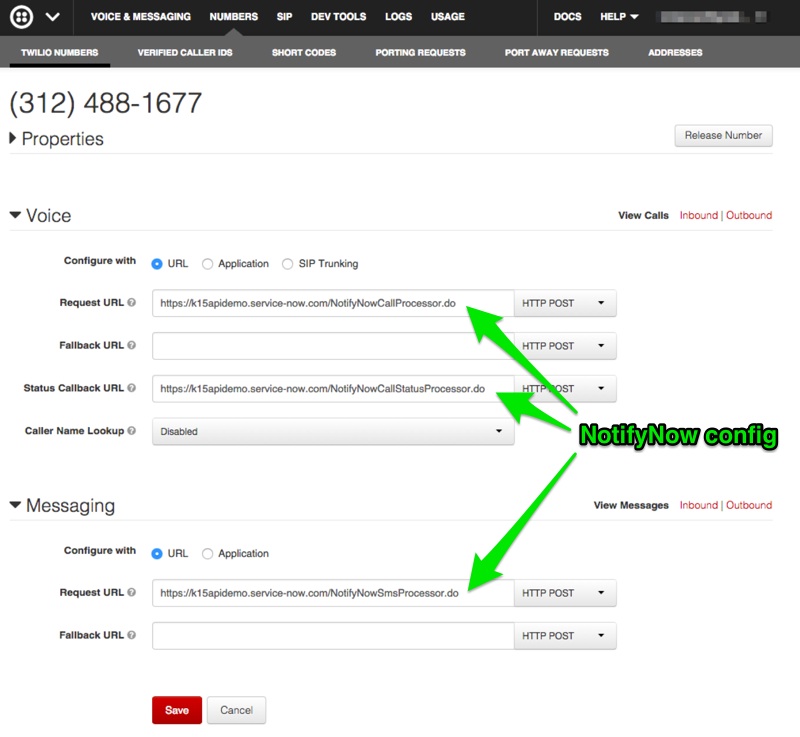 VOICE & MESSAGING NUMBERS SIP DEV TOOLS LOGS USAGE DOCS HELP
TWILIO NUMBERS VERIFIED CALLER IDS SHORT CODES PORTING REQUESTS PORT AWAY REQUESTS ADDRESSES
(312) 488-1677
Properties Release Number
Voice View Calls Inbound | Outbound
Configure with URL Application SIP Trunking
Request URL ? https://k15apidemo.service-now.com/NotifyNowCallProcessor.do HTTP POST
Fallback URL ? HTTP POST
Status Callback URL ? https://k15apidemo.service-now.com/NotifyNowCallStatusProcessor.do HTTP POST
Caller Name Lookup ? Disabled
NotifyNow config
Messaging View Messages Inbound | Outbound
Configure with URL Application
Request URL ? https://k15apidemo.service-now.com/NotifyNowSmsProcessor.do HTTP POST
Fallback URL ? HTTP POST
Save Cancel